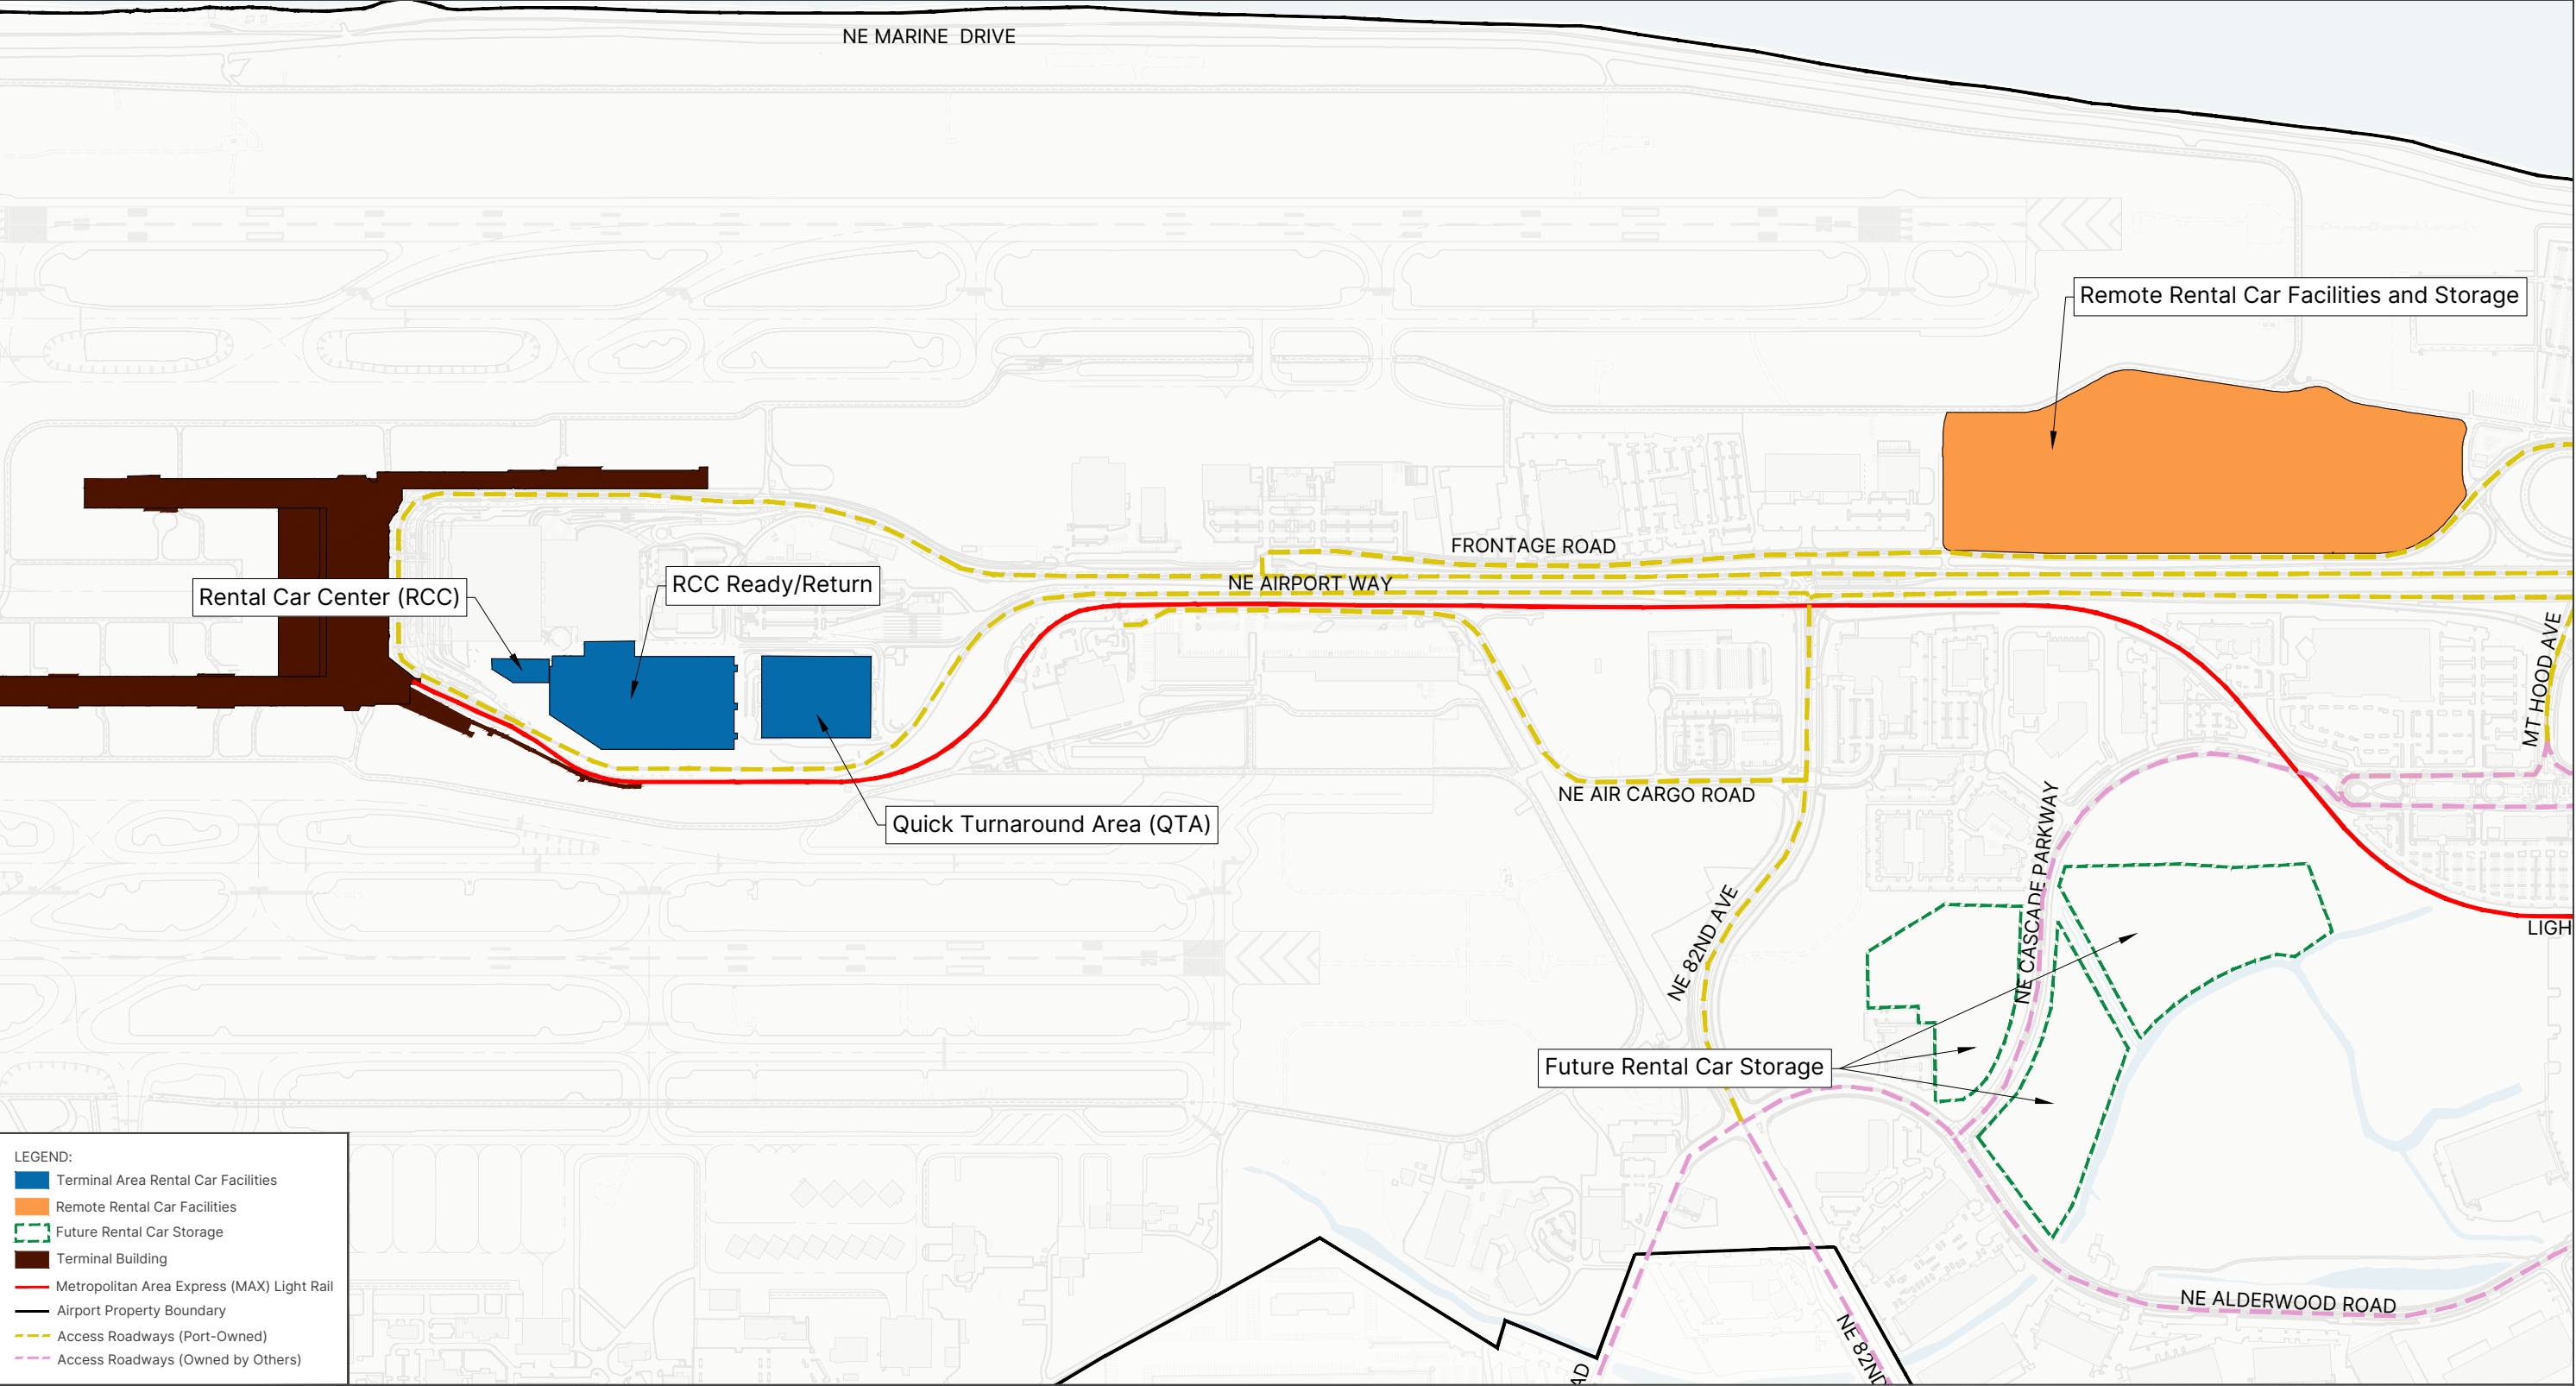 NE MARINE DRIVE
Remote Rental Car Facilities and Storage
FRONTAGE ROAD
NE AIRPORT WAY
RCC Ready/Return
Rental Car Center (RCC)
MT HOOD AVE
NE AIR CARGO ROAD
Quick Turnaround Area (QTA)
NE CASCADE PARKWAY
NE 82ND AVE
LIGH
Future Rental Car Storage
NE ALDERWOOD ROAD
NE 82ND
AD
LEGEND:
Terminal Area Rental Car Facilities
Remote Rental Car Facilities
Future Rental Car Storage
Terminal Building
Metropolitan Area Express (MAX) Light Rail
Airport Property Boundary
Access Roadways (Port-Owned)
Access Roadways (Owned by Others)